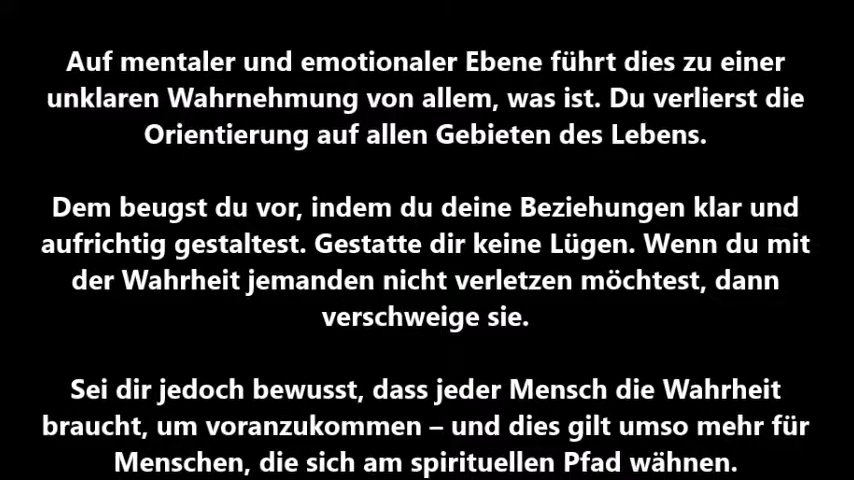 Auf mentaler und emotionaler Ebene führt dies zu einer
unklaren Wahrnehmung von allem, was ist. Du verlierst die
Orientierung auf allen Gebieten des Lebens.
Dem beugst du vor, indem du deine Beziehungen klar und
aufrichtig gestaltest. Gestatte dir keine Lügen. Wenn du mit
der Wahrheit jemanden nicht verletzen möchtest, dann
verschweige sie.
Sei dir jedoch bewusst, dass jeder Mensch die Wahrheit
braucht, um voranzukommen – und dies gilt umso mehr für
Menschen, die sich am spirituellen Pfad wähnen.